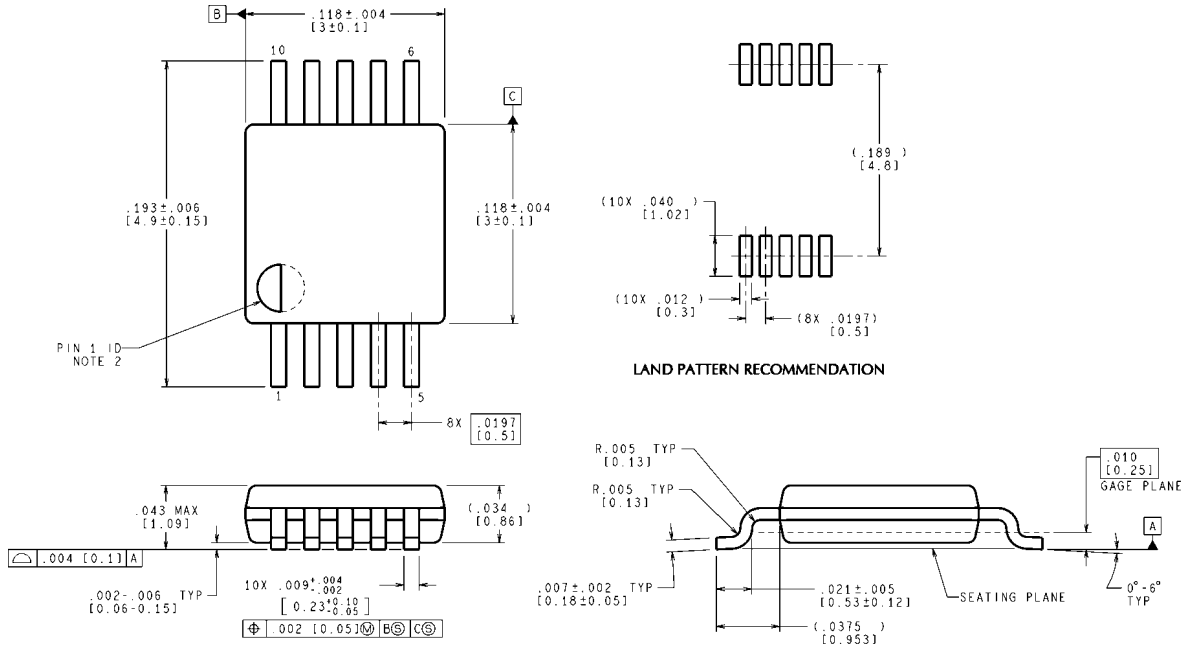 B
.118±.004
[3±0.1]
10
6
C
.193±.006
[4.9±0.15]
.118±.004
[3±0.1]
PIN 1 ID
NOTE 2
1
5
8X .0197
[0.5]
(.189 )
[4.8]
(10X .040 )
[1.02]
(10X .012 )
[0.3]
(8X .0197)
[0.5]
LAND PATTERN RECOMMENDATION
.043 MAX
[1.09]
(.034 )
[0.86]
⌓ .004 [0.1] A
.002-.006 TYP
[0.06-0.15]
10X .009+.004
-.002
[ 0.23+0.10
-0.05 ]
⌖ .002 [0.05]Ⓜ BⓈ CⓈ
R.005 TYP
[0.13]
R.005 TYP
[0.13]
.010
[0.25]
GAGE PLANE
A
.007±.002 TYP
[0.18±0.05]
.021±.005
[0.53±0.12]
(.0375 )
[0.953]
SEATING PLANE
0°-6°
TYP